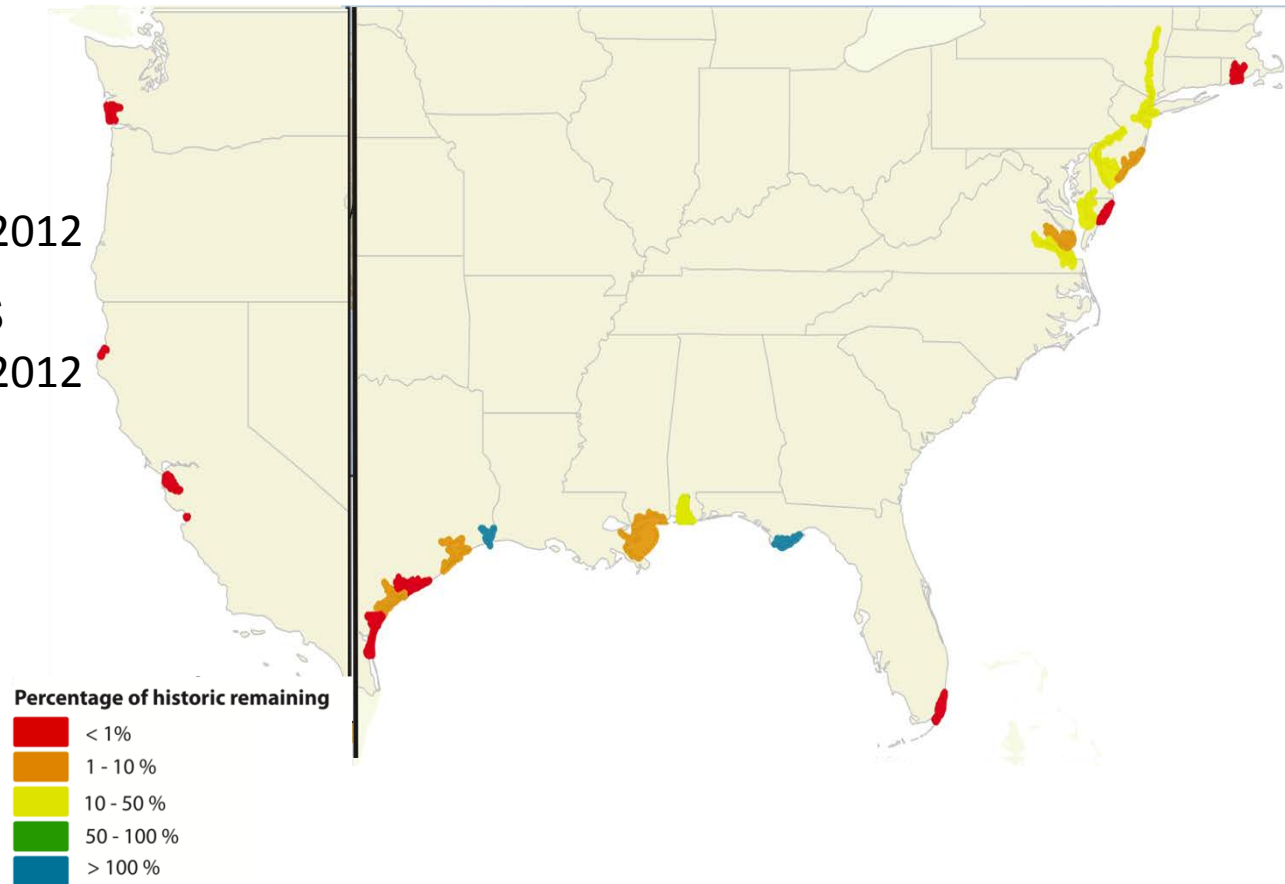 2012
s
2012
Percentage of historic remaining
< 1%
1 - 10 %
10 - 50 %
50 - 100 %
> 100 %